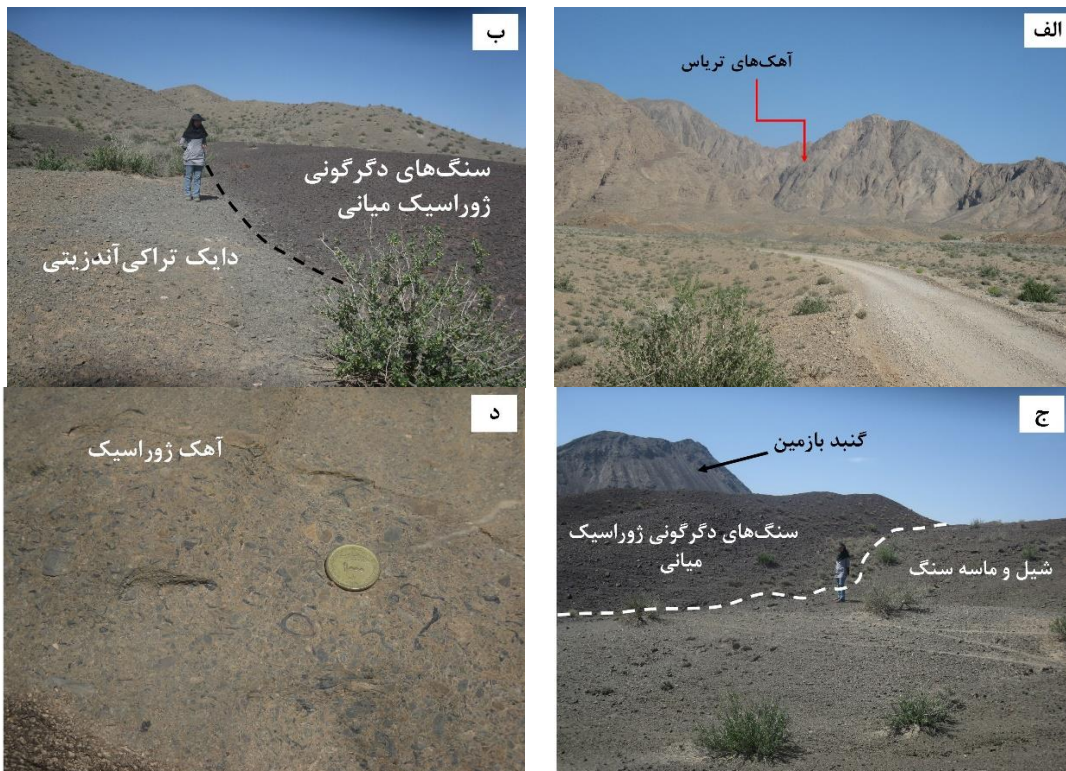 الف
آهک‌های تریاس
ب
سنگ‌های دگرگونی
ژوراسیک میانی
دایک تراکی‌آندزیتی
ج
گنبد بازمین
سنگ‌های دگرگونی ژوراسیک
میانی
شیل و ماسه سنگ
د
آهک ژوراسیک